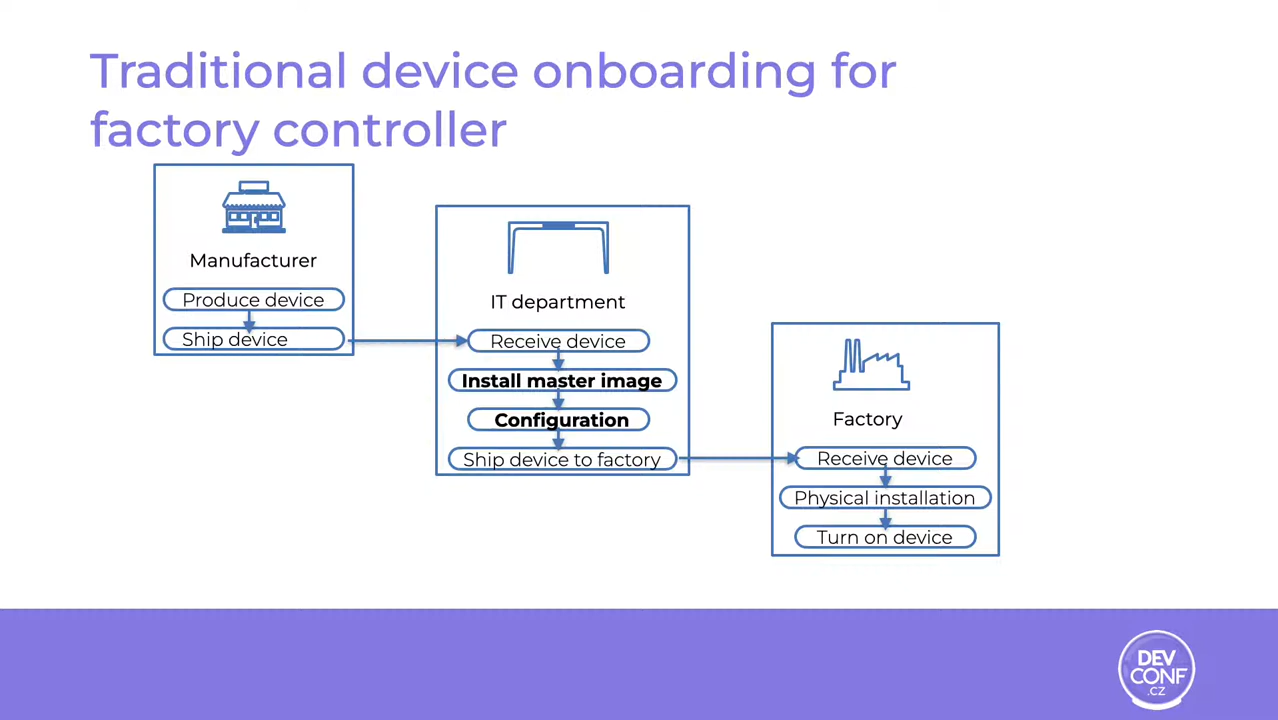 Traditional device onboarding for
factory controller
Manufacturer
Produce device
Ship device
IT department
Receive device
Install master image
Configuration
Ship device to factory
Factory
Receive device
Physical installation
Turn on device
DEV
CONF
.CZ